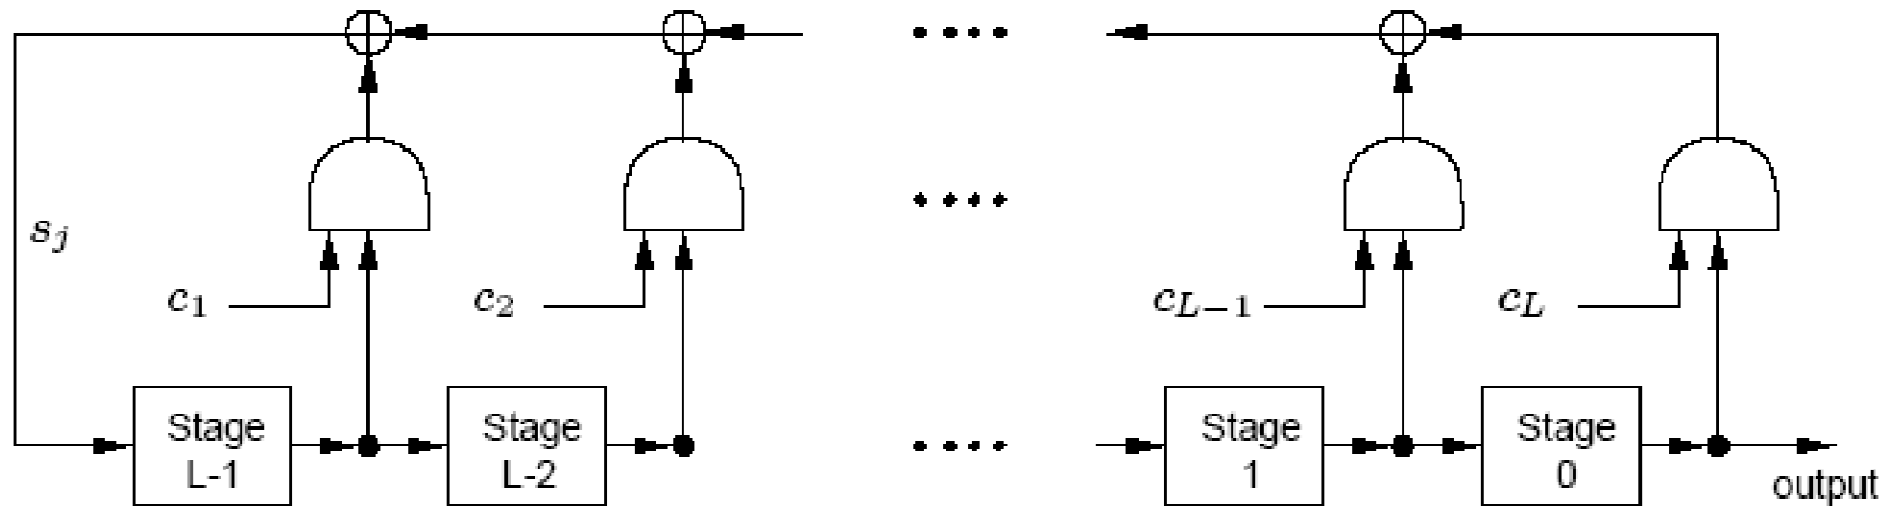 s_j
c_1
c_2
c_{L-1}
c_L
Stage
L-1
Stage
L-2
Stage
1
Stage
0
output